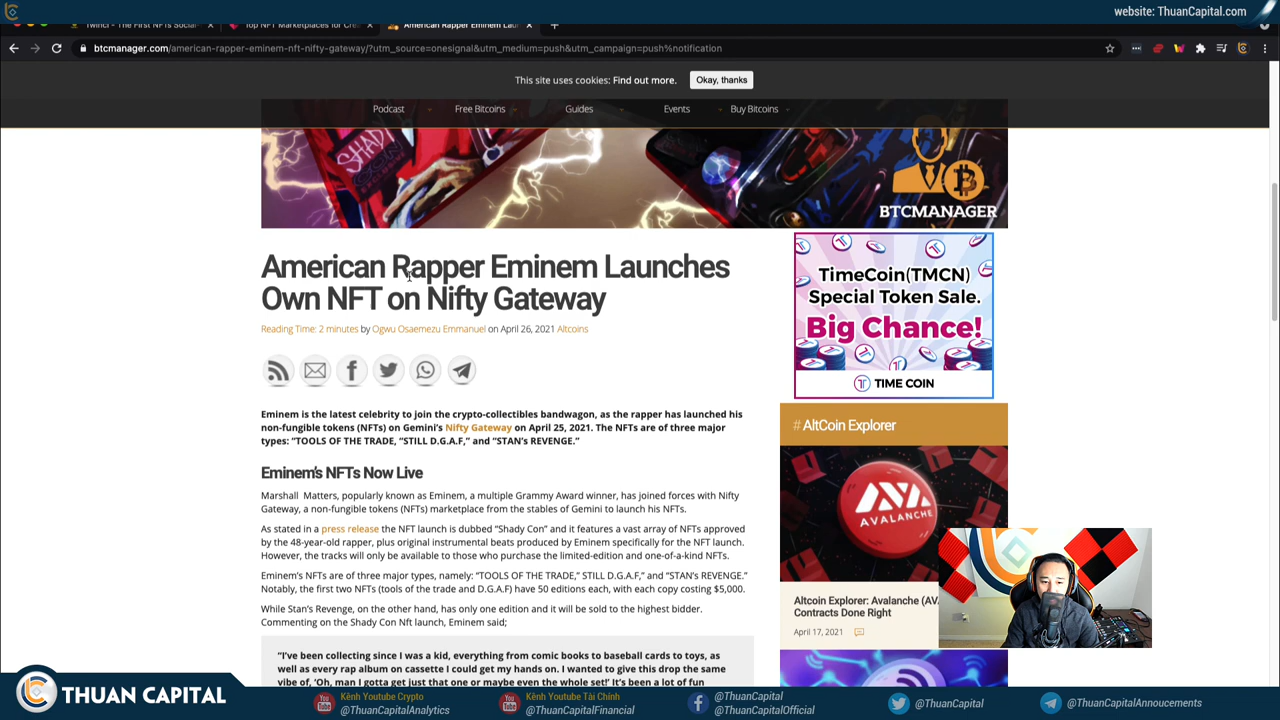 website: ThuanCapital.com
Twinci - The First NFTs Social
Top NFT Marketplaces for Cre
American Rapper Eminem Laun
btcmanager.com/american-rapper-eminem-nft-nifty-gateway/?utm_source=onesignal&utm_medium=push&utm_campaign=push%notification
This site uses cookies: Find out more.
Okay, thanks
Podcast
Free Bitcoins
Guides
Events
Buy Bitcoins
SHADY
BTCMANAGER
American Rapper Eminem Launches
Own NFT on Nifty Gateway
Reading Time: 2 minutes by Ogwu Osaemezu Emmanuel on April 26, 2021 Altcoins
TimeCoin(TMCN)
Special Token Sale.
Big Chance!
TIME COIN
Eminem is the latest celebrity to join the crypto-collectibles bandwagon, as the rapper has launched his
non-fungible tokens (NFTs) on Gemini’s Nifty Gateway on April 25, 2021. The NFTs are of three major
types: “TOOLS OF THE TRADE, “STILL D.G.A.F,” and “STAN’s REVENGE.”
# AltCoin Explorer
Eminem’s NFTs Now Live
Marshall Matters, popularly known as Eminem, a multiple Grammy Award winner, has joined forces with Nifty
Gateway, a non-fungible tokens (NFTs) marketplace from the stables of Gemini to launch his NFTs.
As stated in a press release the NFT launch is dubbed “Shady Con” and it features a vast array of NFTs approved
by the 48-year-old rapper, plus original instrumental beats produced by Eminem specifically for the NFT launch.
However, the tracks will only be available to those who purchase the limited-edition and one-of-a-kind NFTs.
AVALANCHE
Eminem’s NFTs are of three major types, namely: “TOOLS OF THE TRADE,” STILL D.G.A.F,” and “STAN’s REVENGE.”
Notably, the first two NFTs (tools of the trade and D.G.A.F) have 50 editions each, with each copy costing $5,000.
While Stan’s Revenge, on the other hand, has only one edition and it will be sold to the highest bidder.
Commenting on the Shady Con Nft launch, Eminem said;
Altcoin Explorer: Avalanche (AV
Contracts Done Right
April 17, 2021
“I’ve been collecting since I was a kid, everything from comic books to baseball cards to toys, as
well as every rap album on cassette I could get my hands on. I wanted to give this drop the same
vibe of, ‘Oh, man I gotta get just that one or maybe even the whole set!’ It’s been a lot of fun
THUAN CAPITAL
Kênh Youtube Crypto
@ThuanCapitalAnalytics
Kênh Youtube Tài Chính
@ThuanCapitalFinancial
@ThuanCapital
@ThuanCapitalOfficial
@ThuanCapital
@ThuanCapitalAnnoucements